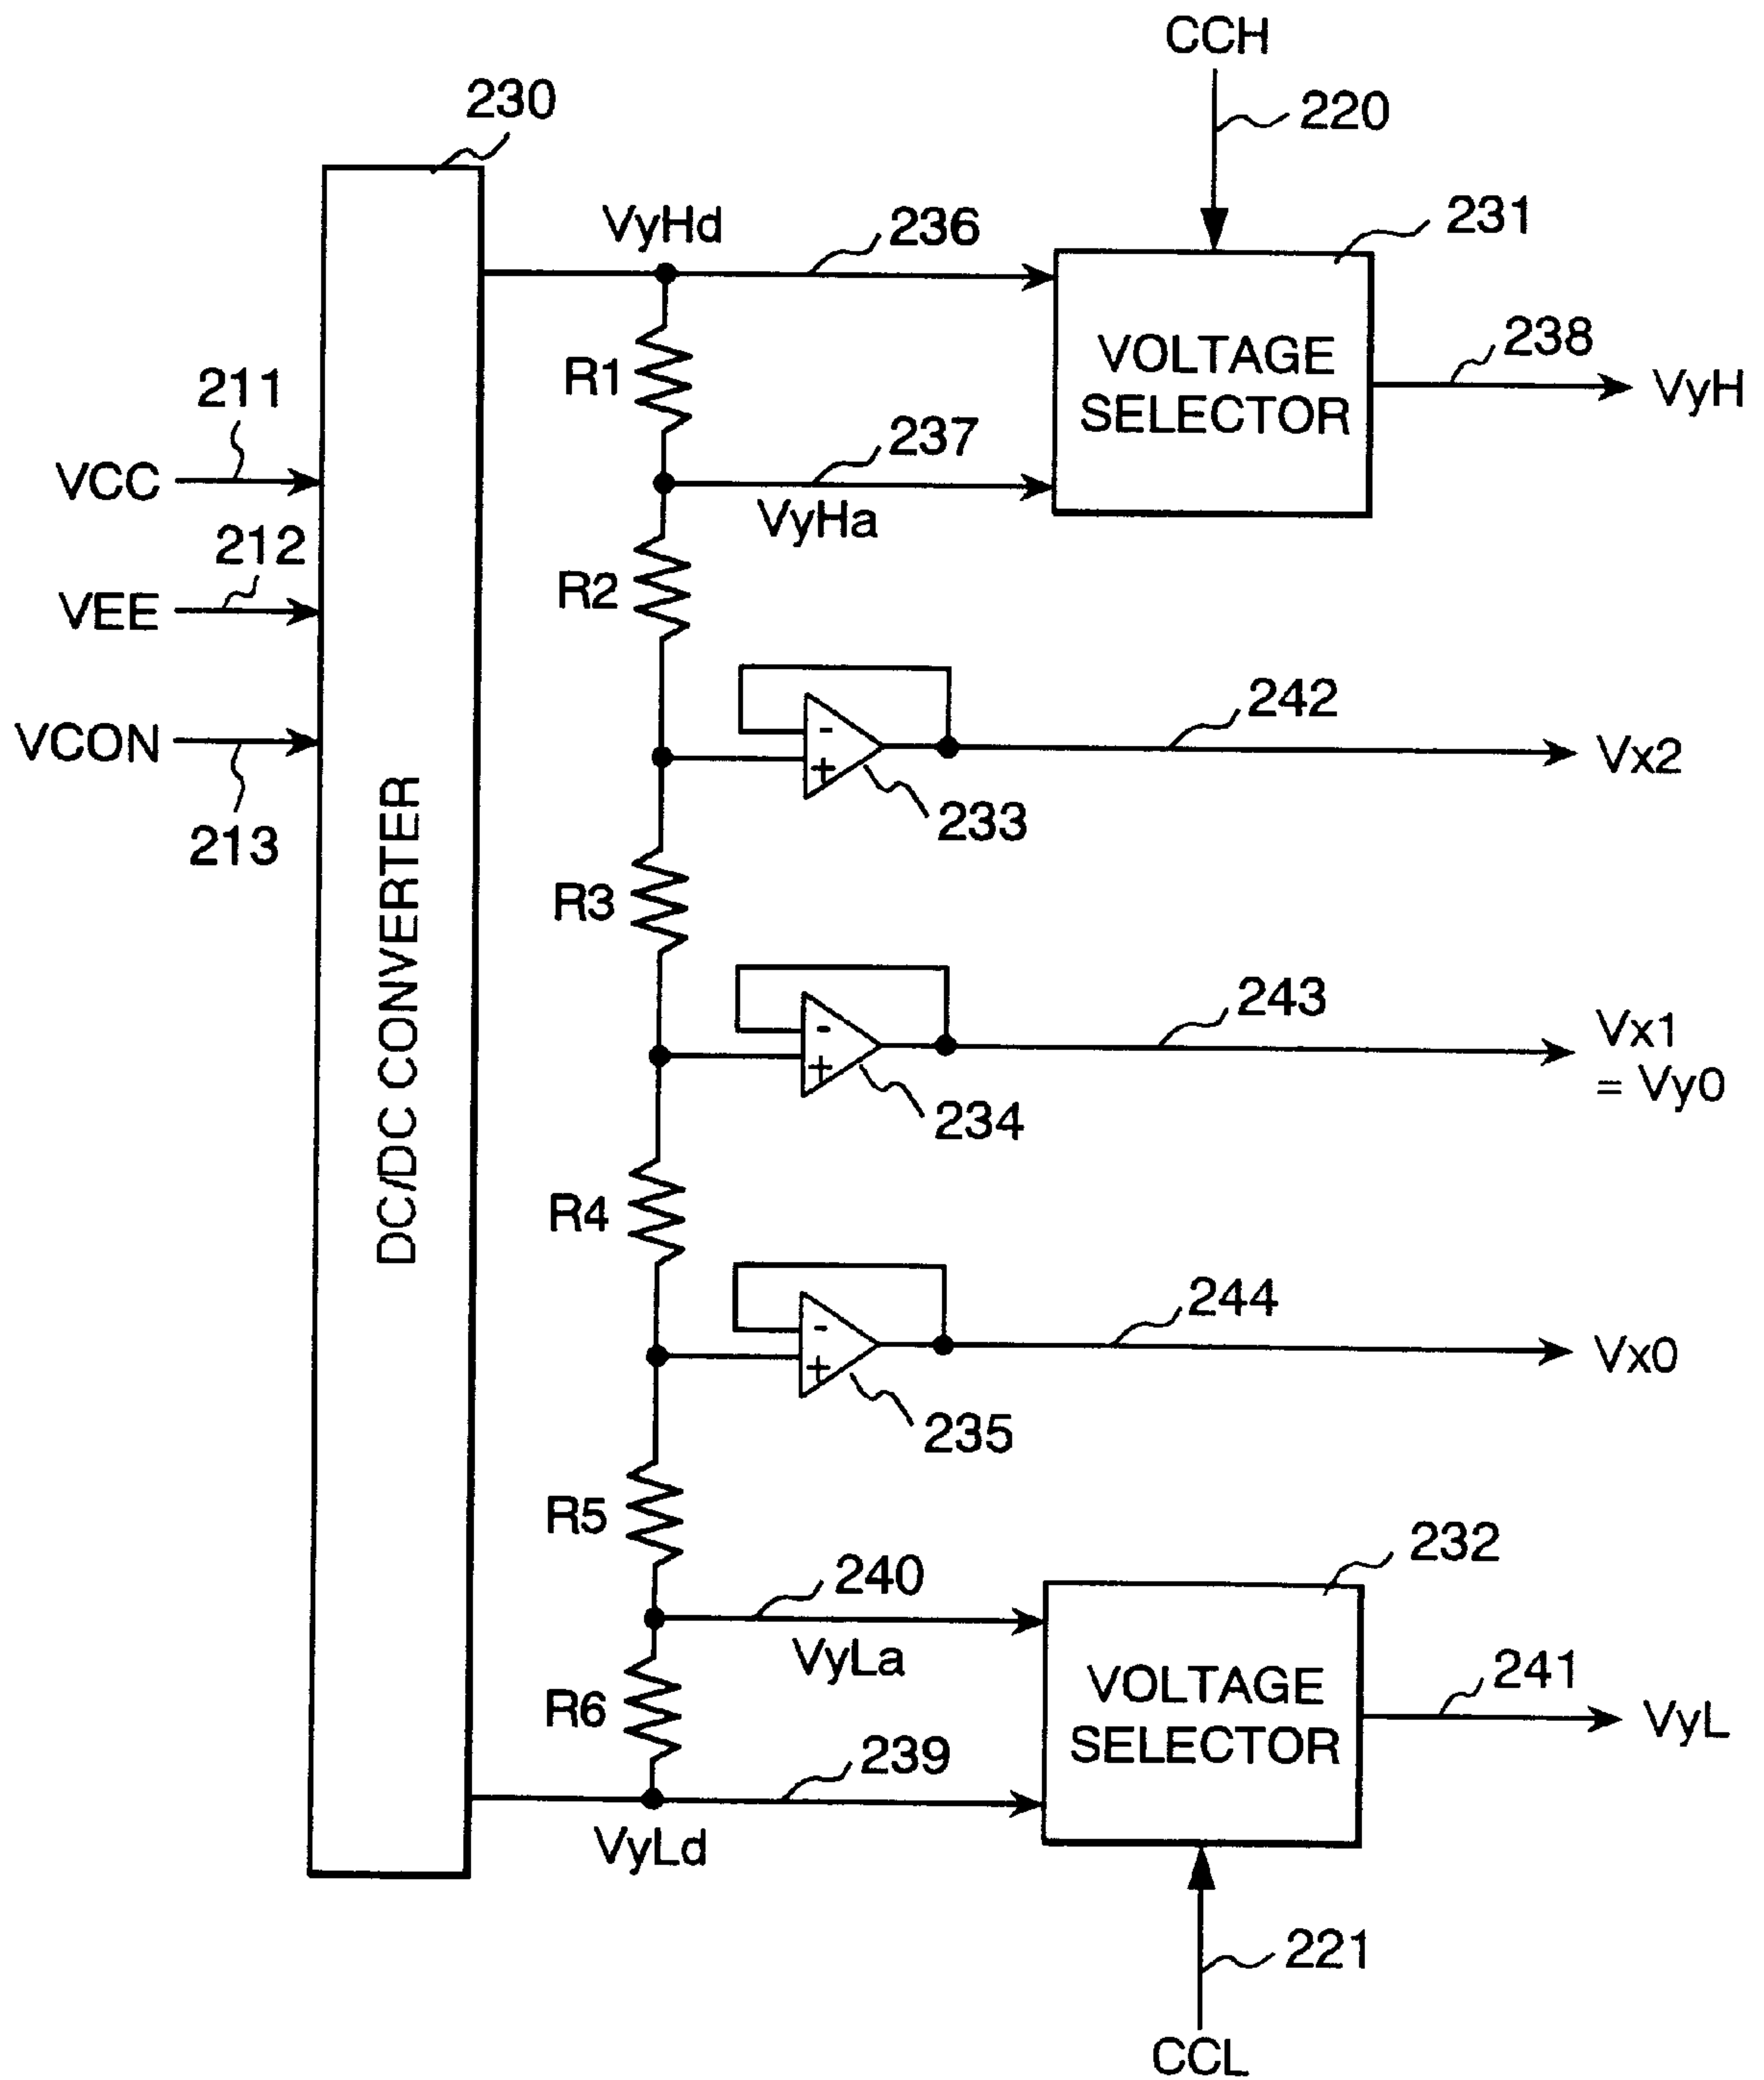 CCH
220
230
231
VyHd
236
VOLTAGE
SELECTOR
238
VyH
R1
237
VyHa
211
VCC
212
VEE
VCON
213
DC/DC CONVERTER
R2
-
+
242
Vx2
233
R3
-
+
243
Vx1
= Vy0
234
R4
-
+
244
Vx0
235
R5
232
240
VyLa
VOLTAGE
SELECTOR
241
VyL
R6
239
VyLd
221
CCL